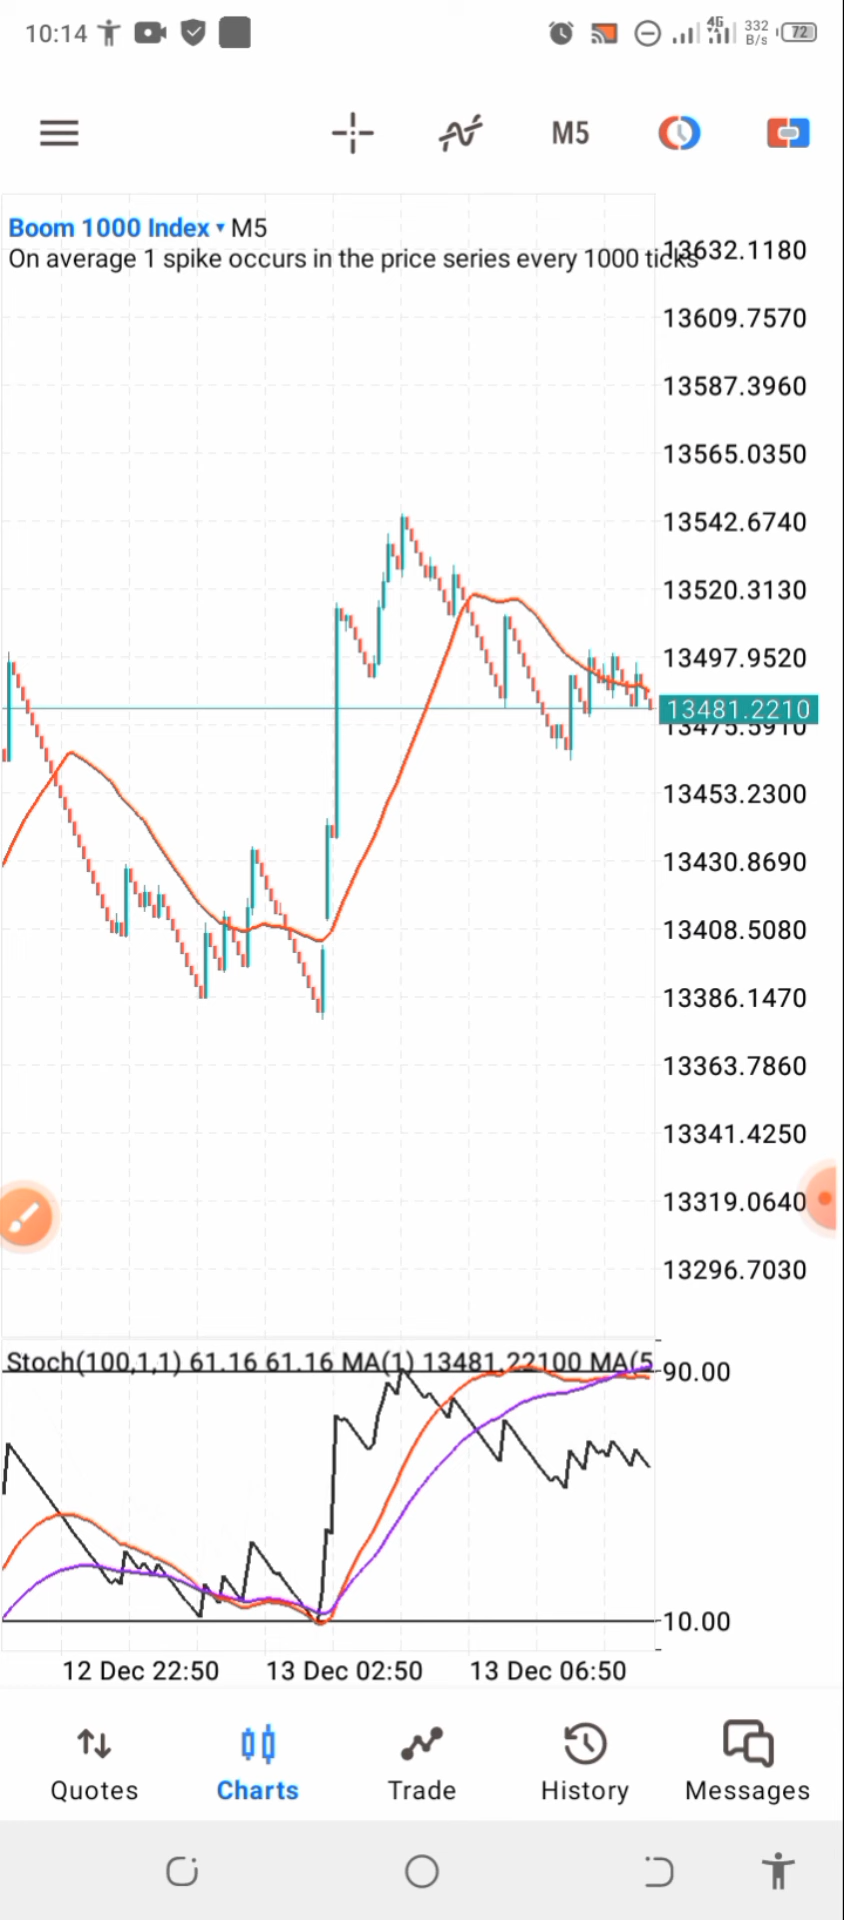 10:14 4G 332 B/s 72
M5
Boom 1000 Index ▾ M5
On average 1 spike occurs in the price series every 1000 ticks
13632.1180
13609.7570
13587.3960
13565.0350
13542.6740
13520.3130
13497.9520
13481.2210
13475.5910
13453.2300
13430.8690
13408.5080
13386.1470
13363.7860
13341.4250
13319.0640
13296.7030
Stoch(100,1,1) 61.16 61.16 MA(1) 13481.22100 MA(5
90.00
10.00
12 Dec 22:50 13 Dec 02:50 13 Dec 06:50
Quotes Charts Trade History Messages